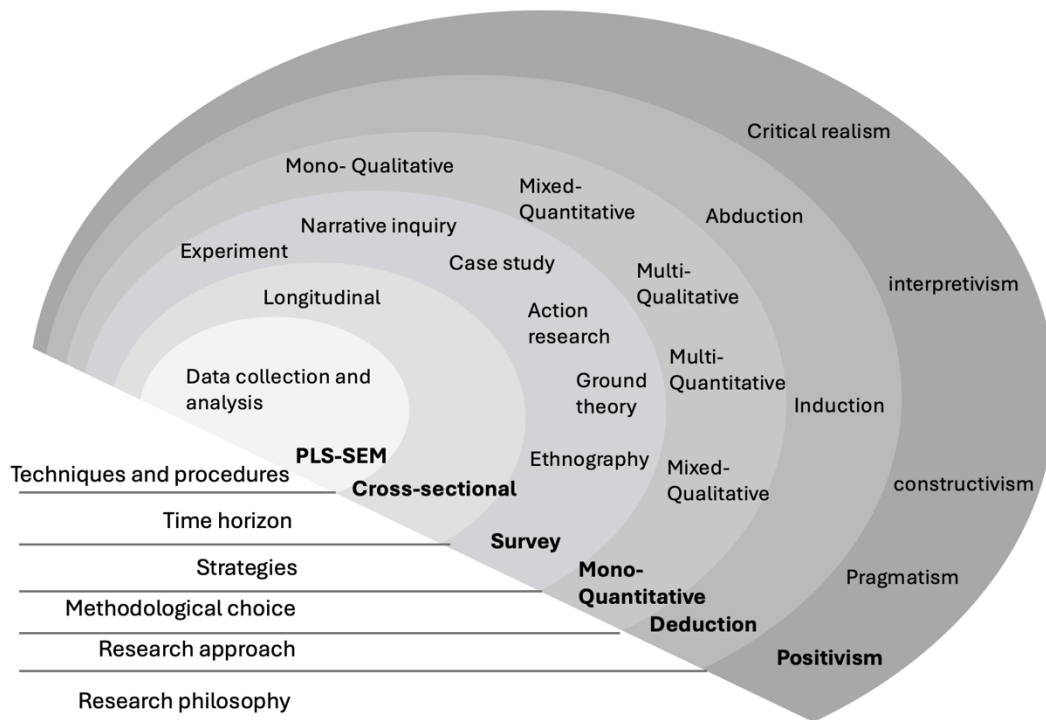 Critical realism
Mono- Qualitative
Mixed-
Quantitative
Abduction
Narrative inquiry
Experiment
Case study
Multi-
Qualitative
interpretivism
Longitudinal
Action
research
Multi-
Quantitative
Data collection and
analysis
Ground
theory
Induction
PLS-SEM
Ethnography
Mixed-
Qualitative
constructivism
Techniques and procedures
Cross-sectional
Time horizon
Survey
Strategies
Mono-
Quantitative
Pragmatism
Methodological choice
Deduction
Research approach
Positivism
Research philosophy